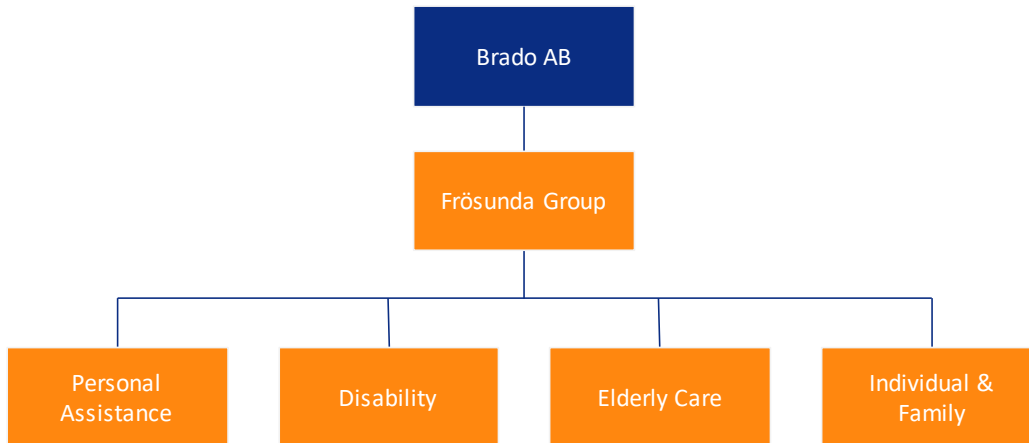 Brado AB
Frösunda Group
Personal
Assistance
Disability
Elderly Care
Individual &
Family